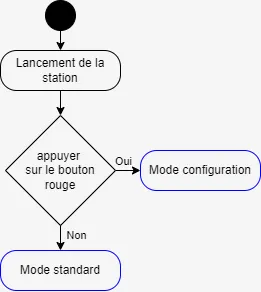 Lancement de la
station
appuyer
sur le bouton
rouge
Oui
Mode configuration
Non
Mode standard